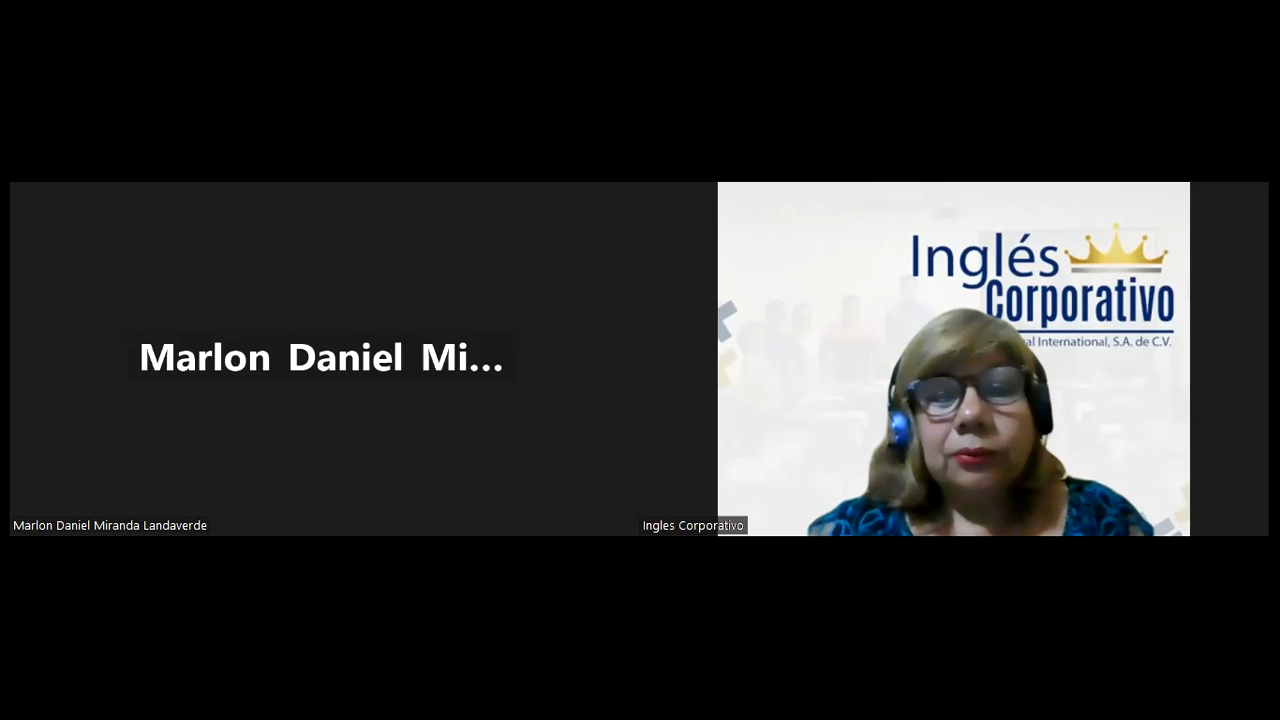 Marlon Daniel Mi...
Marlon Daniel Miranda Landaverde
Inglés
Corporativo
al International, S.A. de C.V.
Ingles Corporativo